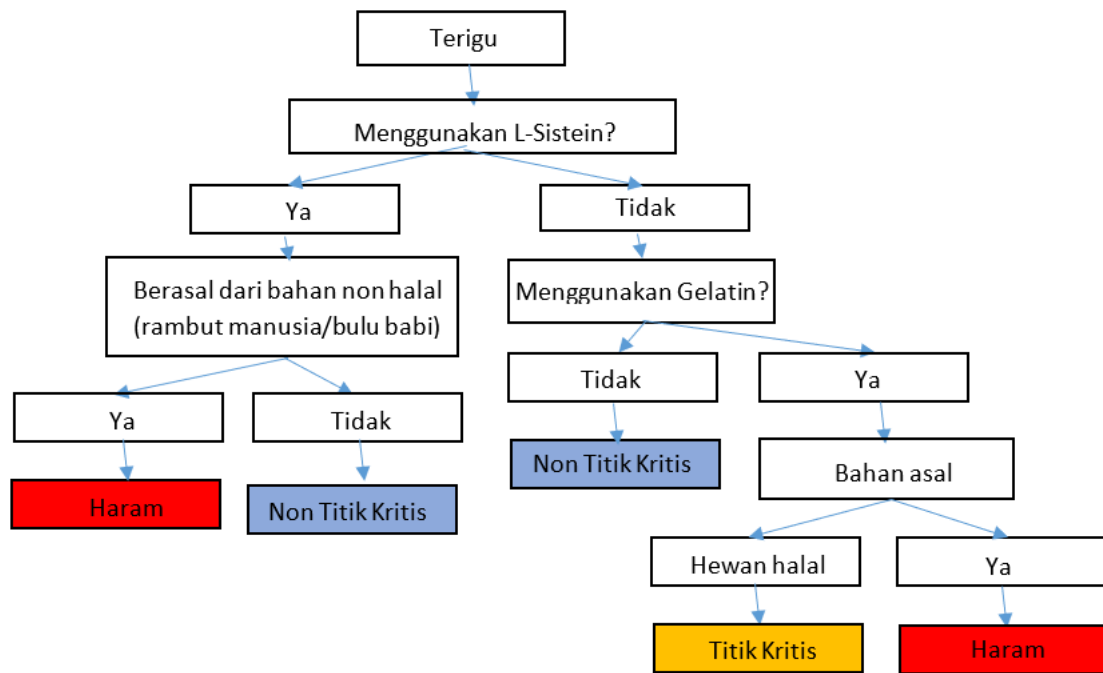 Terigu
Menggunakan L-Sistein?
Ya
Tidak
Berasal dari bahan non halal
(rambut manusia/bulu babi)
Menggunakan Gelatin?
Ya
Tidak
Tidak
Ya
Haram
Non Titik Kritis
Non Titik Kritis
Bahan asal
Hewan halal
Ya
Titik Kritis
Haram